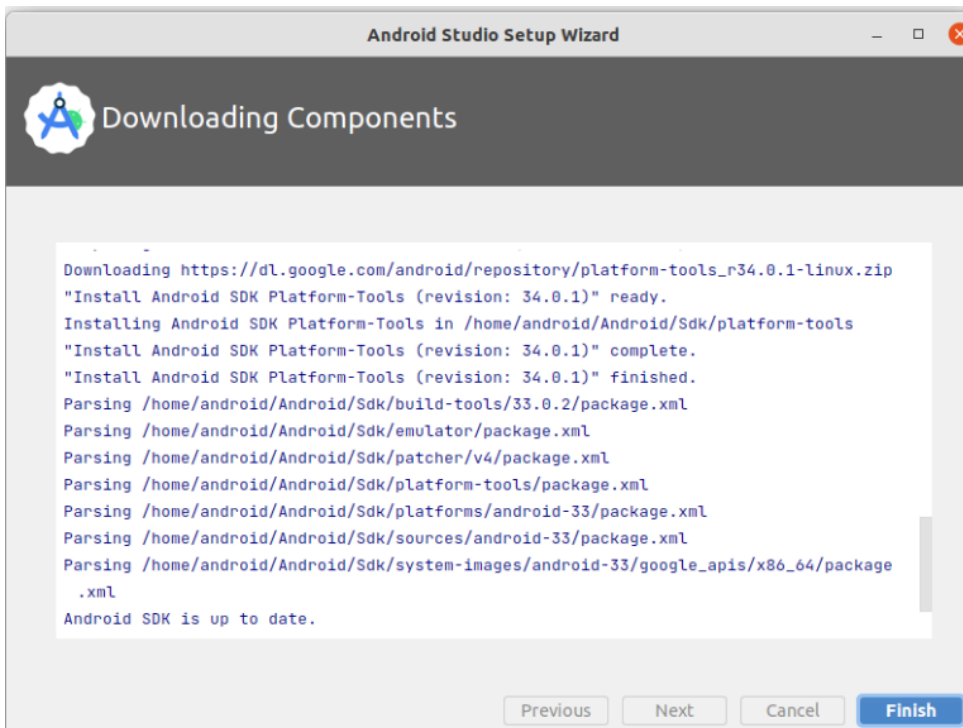 Android Studio Setup Wizard
Downloading Components
Downloading https://dl.google.com/android/repository/platform-tools_r34.0.1-linux.zip
"Install Android SDK Platform-Tools (revision: 34.0.1)" ready.
Installing Android SDK Platform-Tools in /home/android/Android/Sdk/platform-tools
"Install Android SDK Platform-Tools (revision: 34.0.1)" complete.
"Install Android SDK Platform-Tools (revision: 34.0.1)" finished.
Parsing /home/android/Android/Sdk/build-tools/33.0.2/package.xml
Parsing /home/android/Android/Sdk/emulator/package.xml
Parsing /home/android/Android/Sdk/patcher/v4/package.xml
Parsing /home/android/Android/Sdk/platform-tools/package.xml
Parsing /home/android/Android/Sdk/platforms/android-33/package.xml
Parsing /home/android/Android/Sdk/sources/android-33/package.xml
Parsing /home/android/Android/Sdk/system-images/android-33/google_apis/x86_64/package
.xml
Android SDK is up to date.
Previous Next Cancel Finish